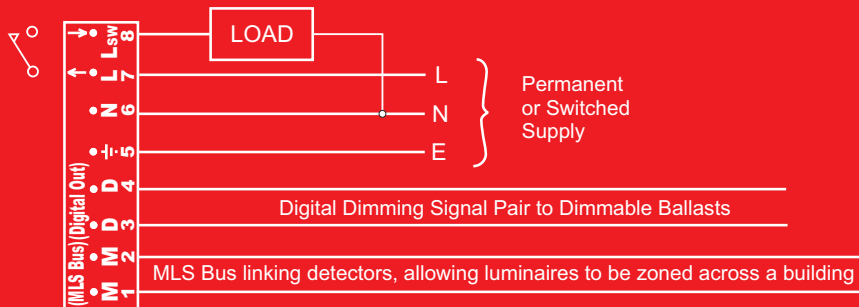 Lsw 8
LOAD
L 7
L
N 6
N
⏚ 5
E
Permanent
or Switched
Supply
D 4
D 3
(Digital Out)
Digital Dimming Signal Pair to Dimmable Ballasts
M 2
M 1
(MLS Bus)
MLS Bus linking detectors, allowing luminaires to be zoned across a building